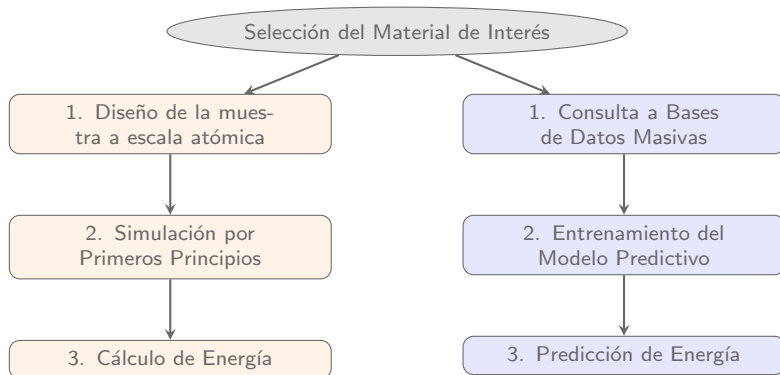 Selección del Material de Interés
1. Diseño de la mues-
tra a escala atómica
2. Simulación por
Primeros Principios
3. Cálculo de Energía
1. Consulta a Bases
de Datos Masivas
2. Entrenamiento del
Modelo Predictivo
3. Predicción de Energía